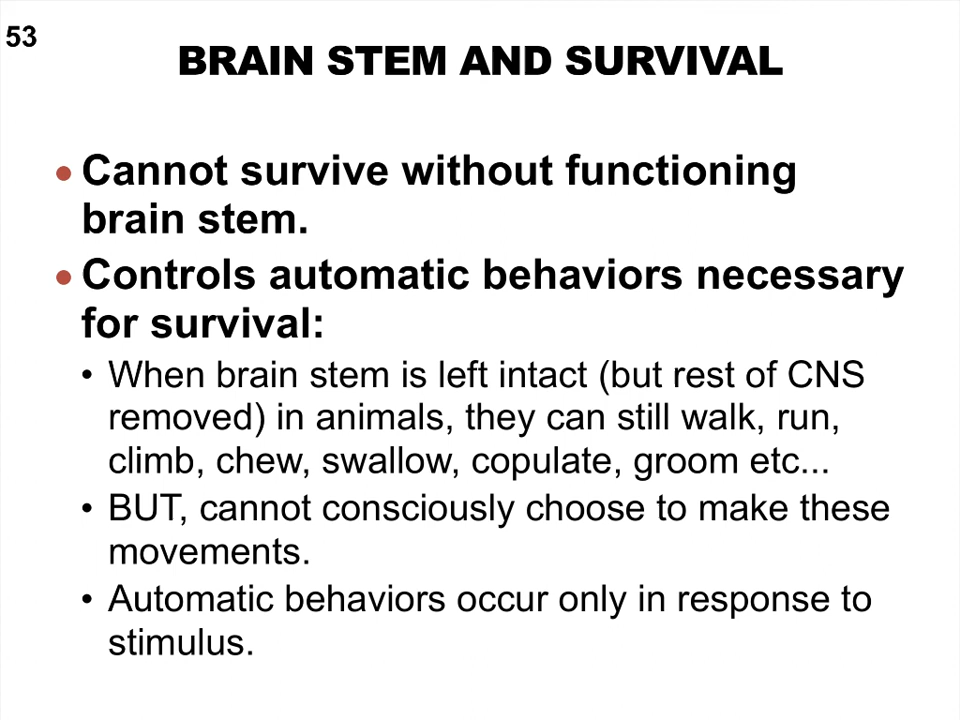 53
BRAIN STEM AND SURVIVAL
• Cannot survive without functioning
brain stem.
• Controls automatic behaviors necessary
for survival:
• When brain stem is left intact (but rest of CNS
removed) in animals, they can still walk, run,
climb, chew, swallow, copulate, groom etc...
• BUT, cannot consciously choose to make these
movements.
• Automatic behaviors occur only in response to
stimulus.